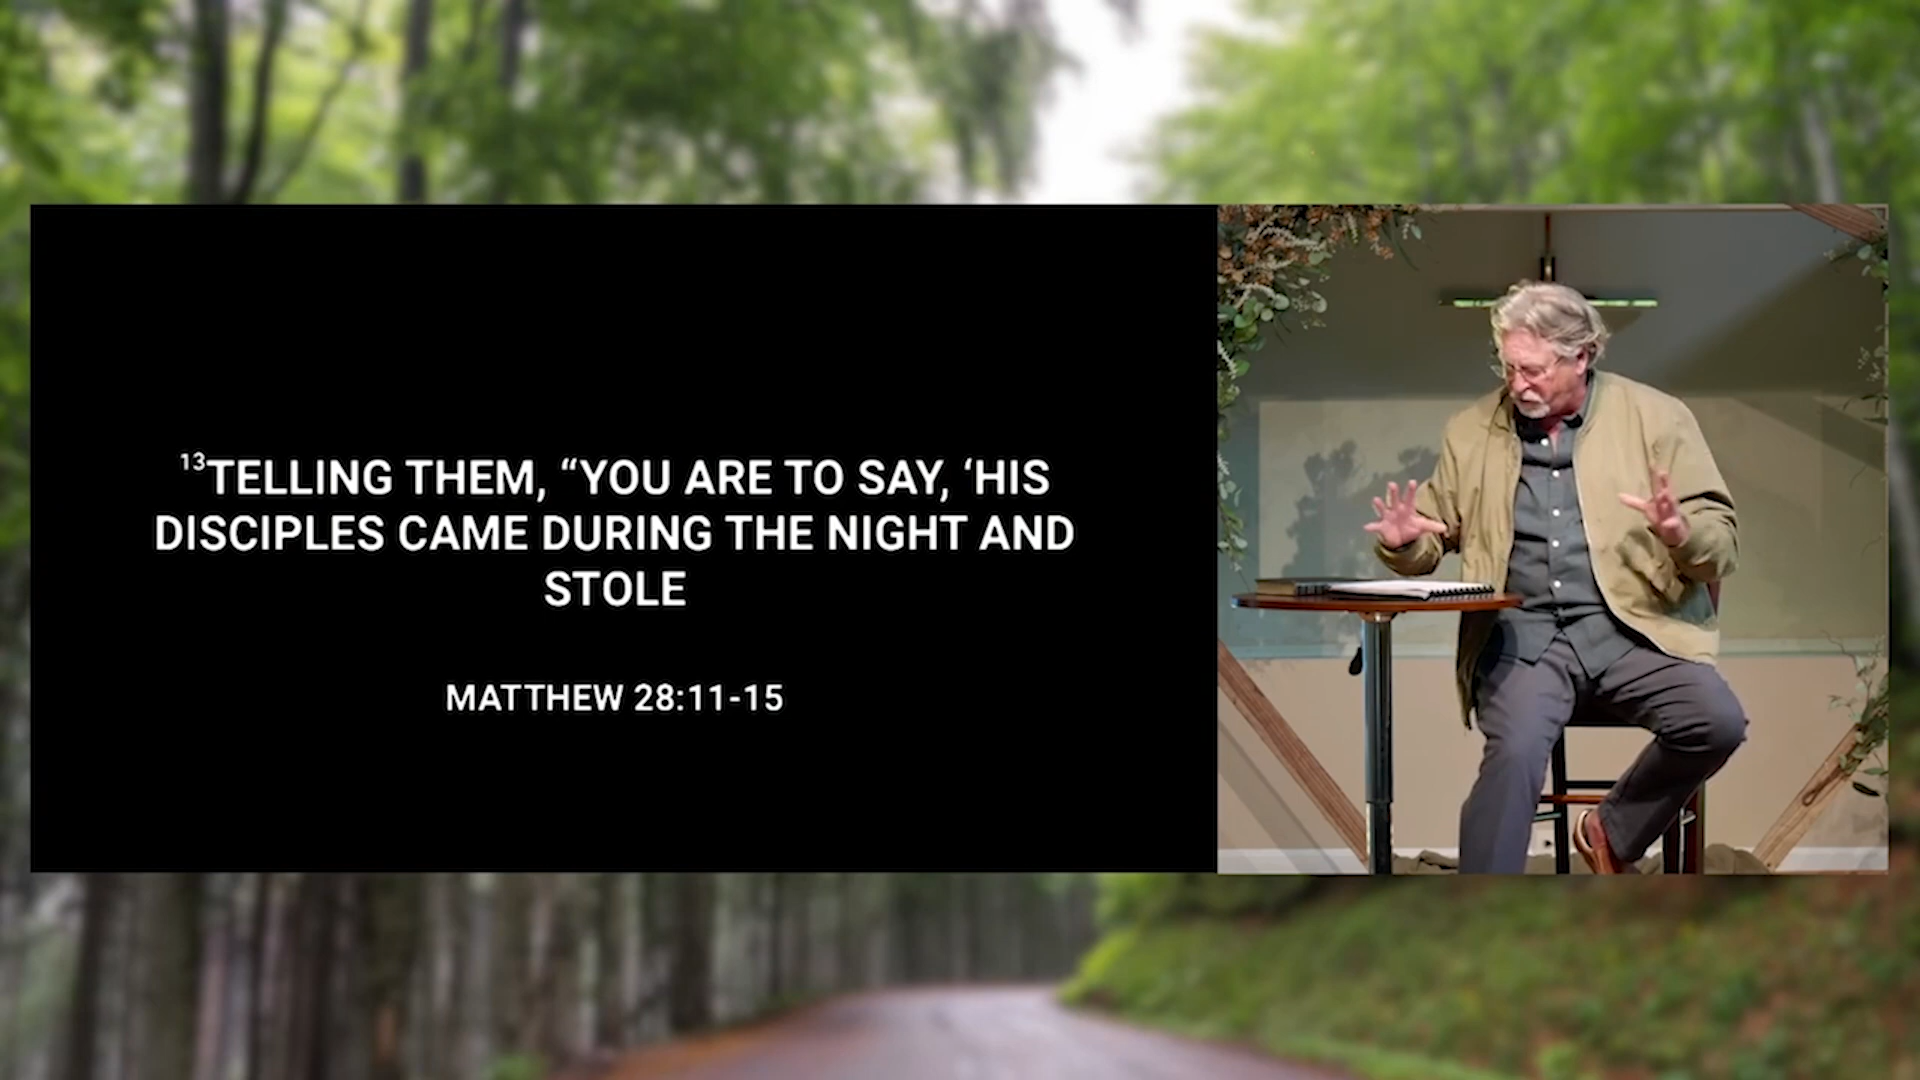 ¹³TELLING THEM, “YOU ARE TO SAY, ‘HIS
DISCIPLES CAME DURING THE NIGHT AND
STOLE
MATTHEW 28:11-15